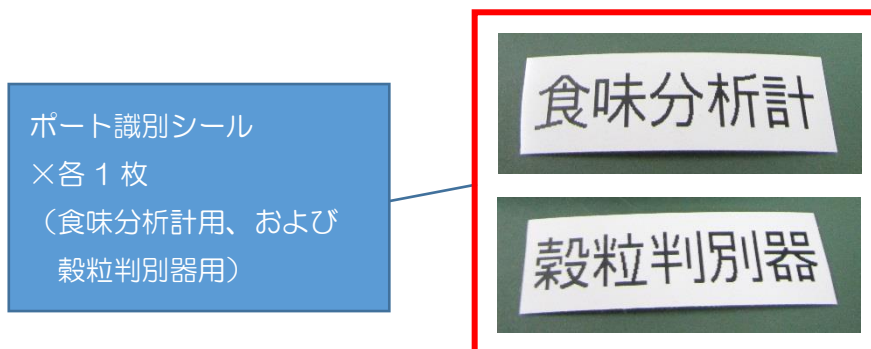 ポート識別シール
×各１枚
（食味分析計用、および
穀粒判別器用）
食味分析計
穀粒判別器